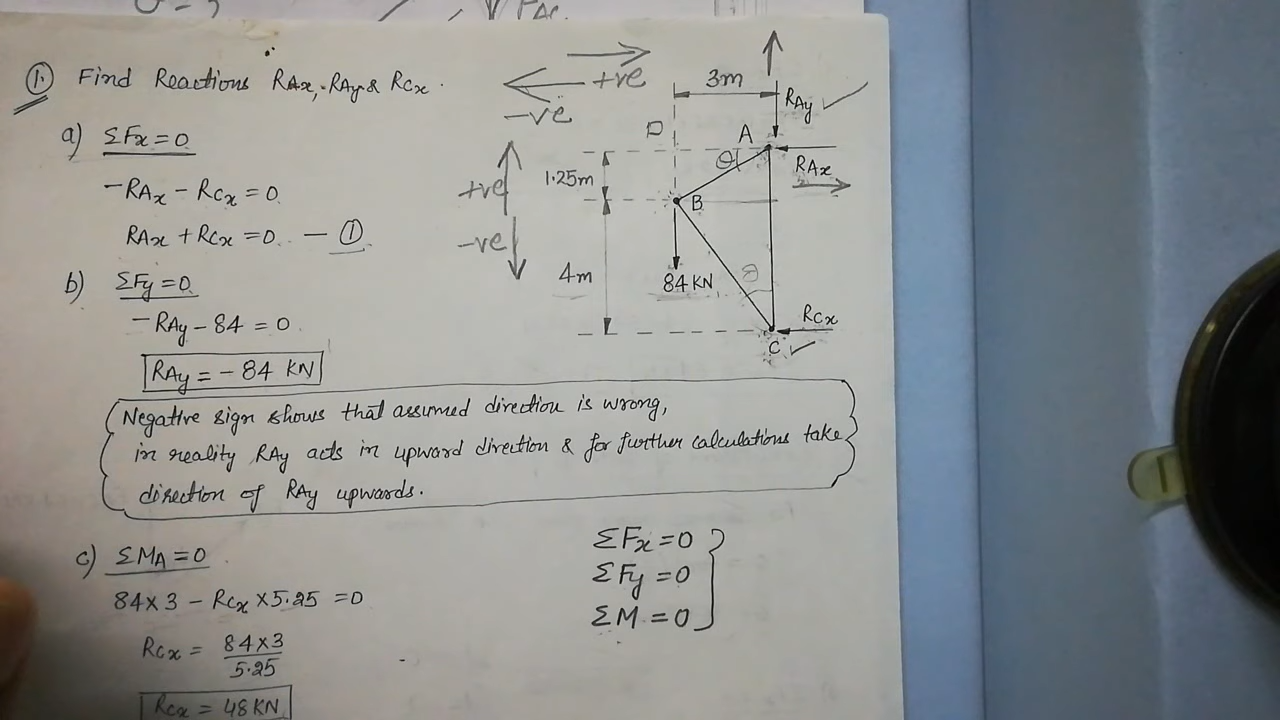 ① Find Reactions RAx, RAy & RCx.
a) ΣFx = 0
-RAx - RCx = 0
RAx + RCx = 0 - ①
b) ΣFy = 0
-RAy - 84 = 0
RAy = - 84 KN
Negative sign shows that assumed direction is wrong,
in reality RAy acts in upward direction & for further calculations take
direction of RAy upwards.
c) ΣMA = 0
84 x 3 - RCx x 5.25 = 0
RCx = 84 x 3
5.25
RCx = 48 KN
+ve
-ve
+ve
-ve
3m
RAy
D
A
θ
RAx
1.25m
B
4m
84 KN
RCx
C
ΣFx = 0
ΣFy = 0
ΣM = 0